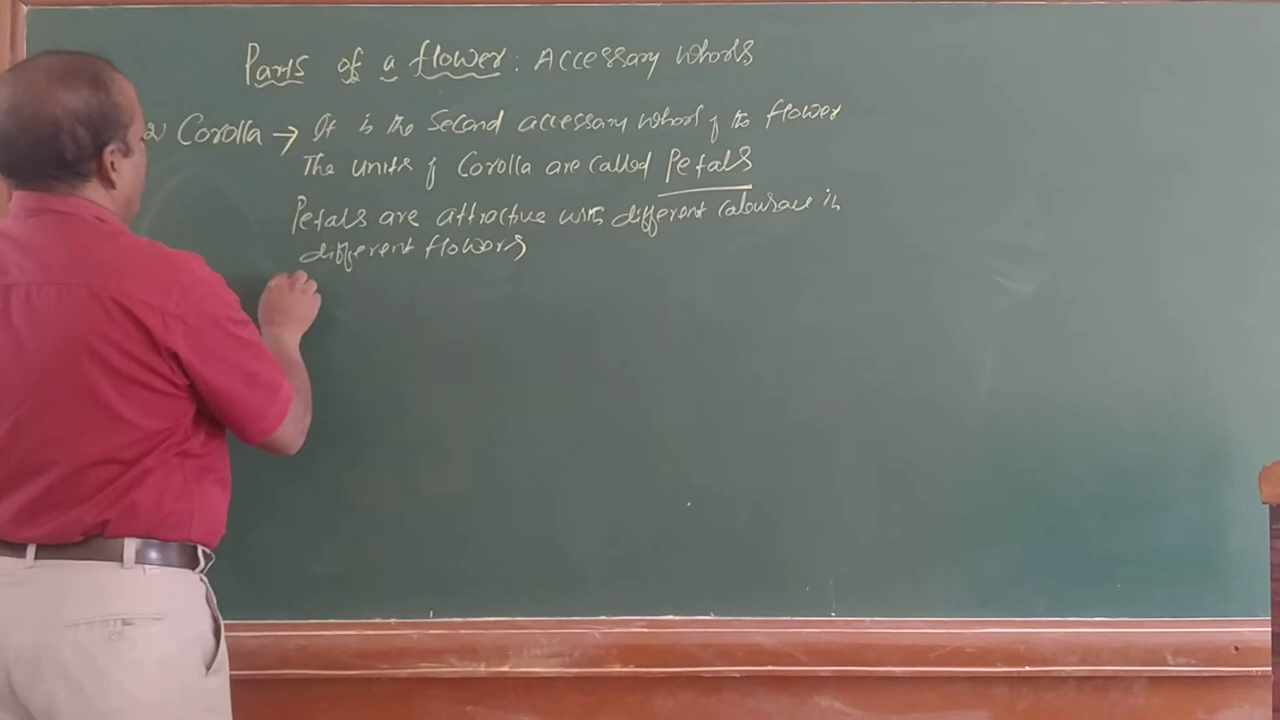 Parts of a flower : Accessary Whorls
2) Corolla → It is the second accessary whorl of the flower
The units of Corolla are called Petals
Petals are attractive with different colours in
different flowers